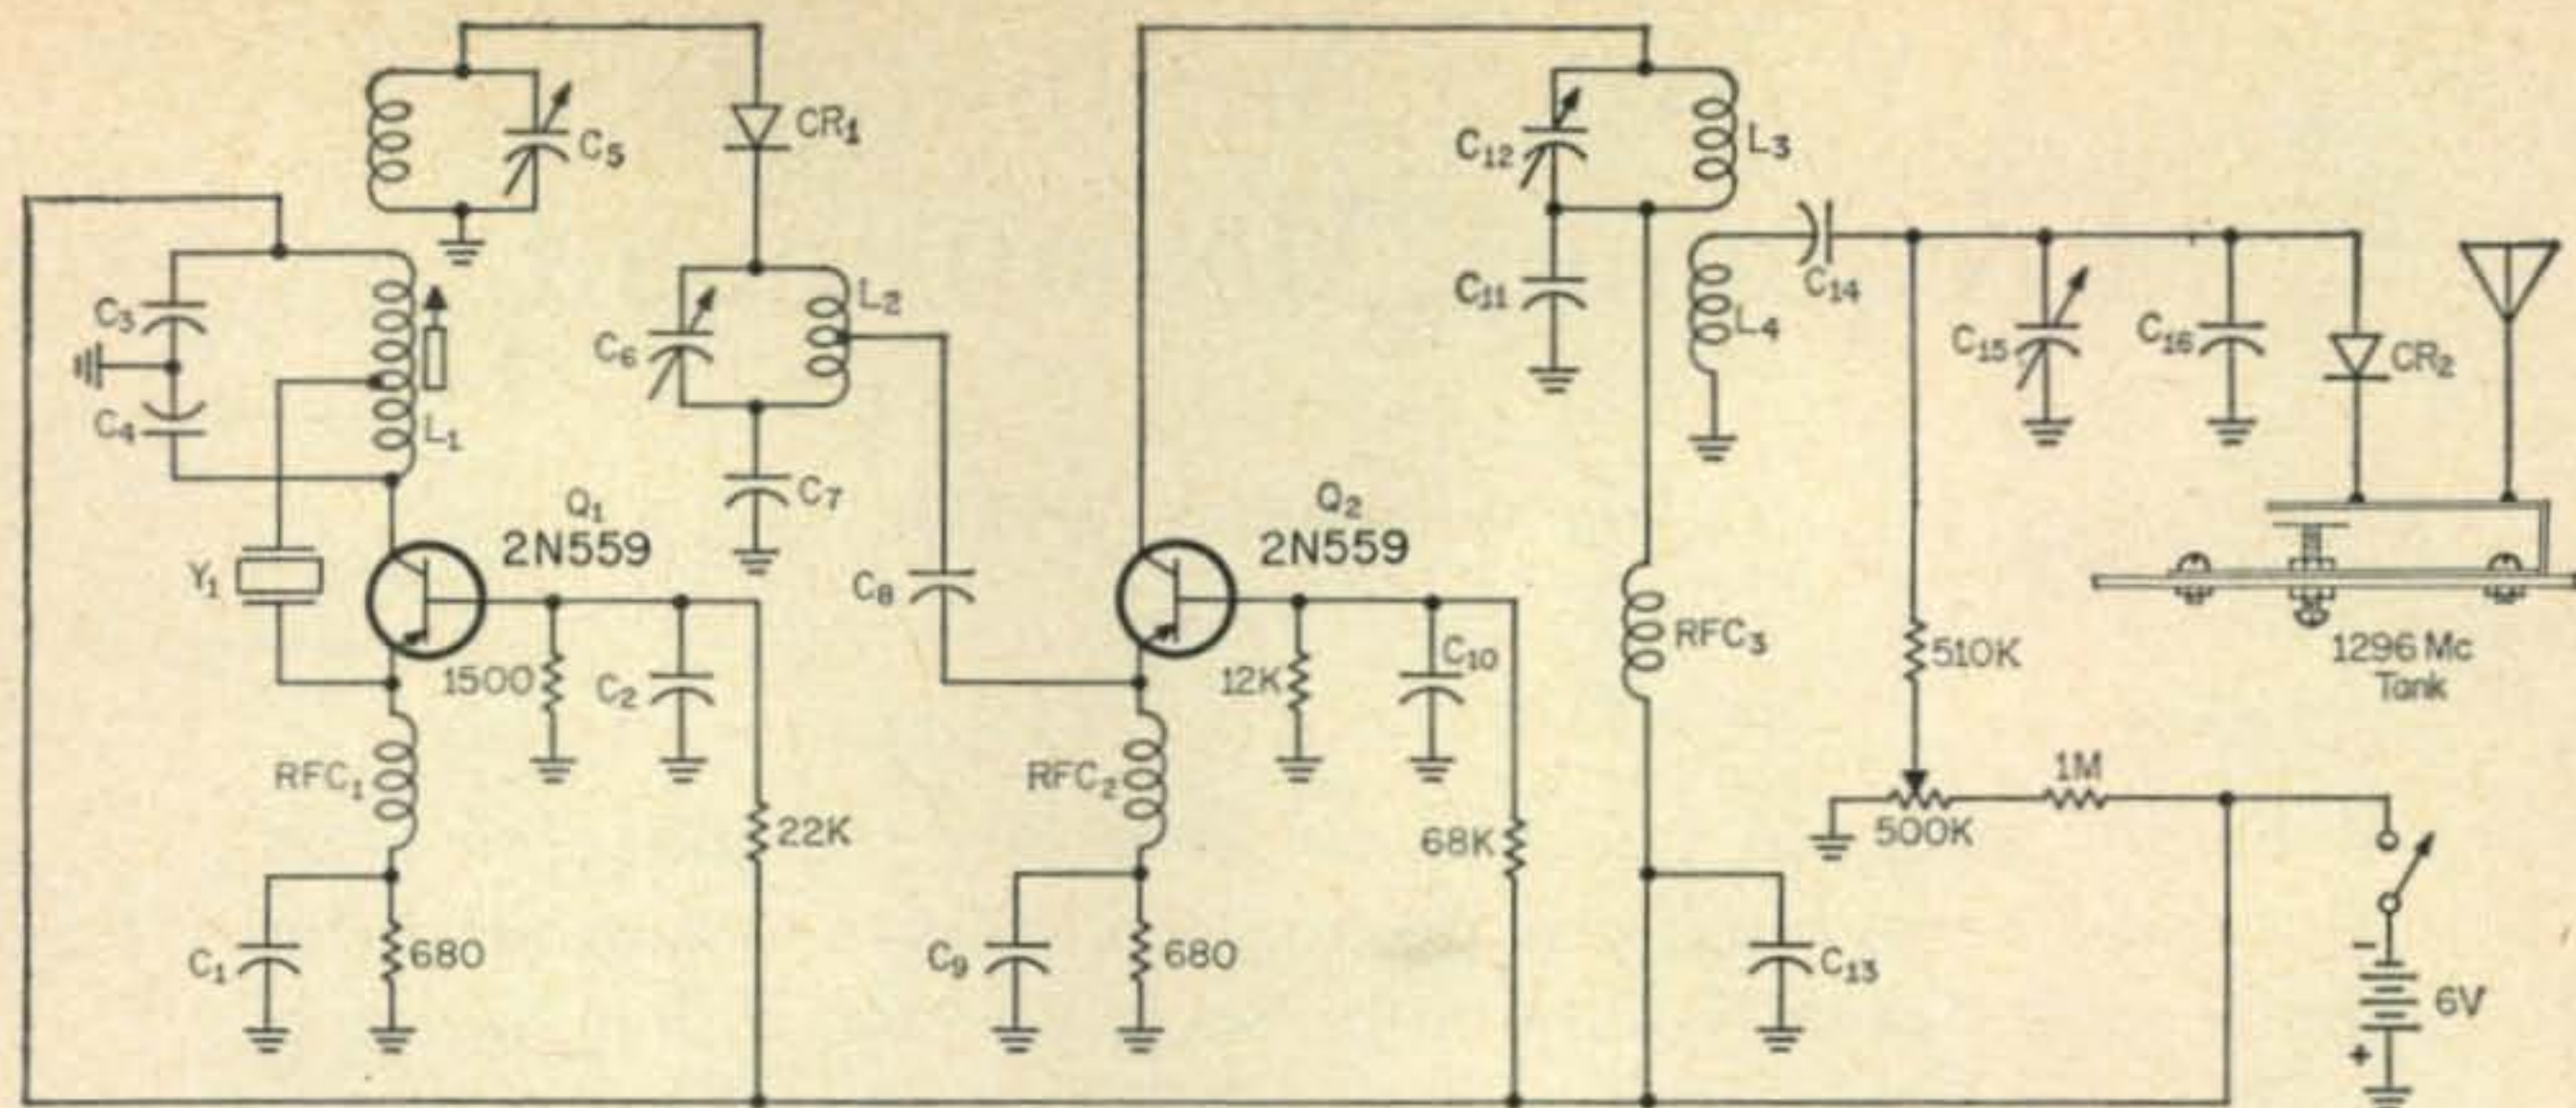 C5
CR1
L3
C12
C3
L2
C14
C11
L4
C6
C15
C16
CR2
C4
L1
C7
Q1
2N559
Q2
2N559
Y1
C8
1500
C2
12K
C10
RFC3
510K
1296 Mc
Tank
RFC1
RFC2
1M
22K
68K
500K
C1
680
C9
680
C13
-
6V
+